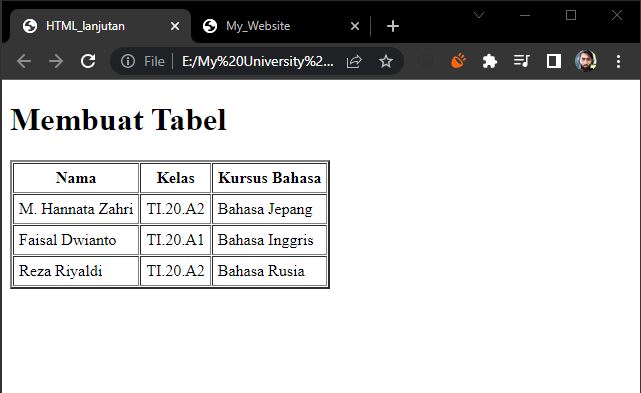 HTML_lanjutan
My_Website
File
E:/My%20University%2...
Membuat Tabel
Nama Kelas Kursus Bahasa
M. Hannata Zahri TI.20.A2 Bahasa Jepang
Faisal Dwianto TI.20.A1 Bahasa Inggris
Reza Riyaldi TI.20.A2 Bahasa Rusia